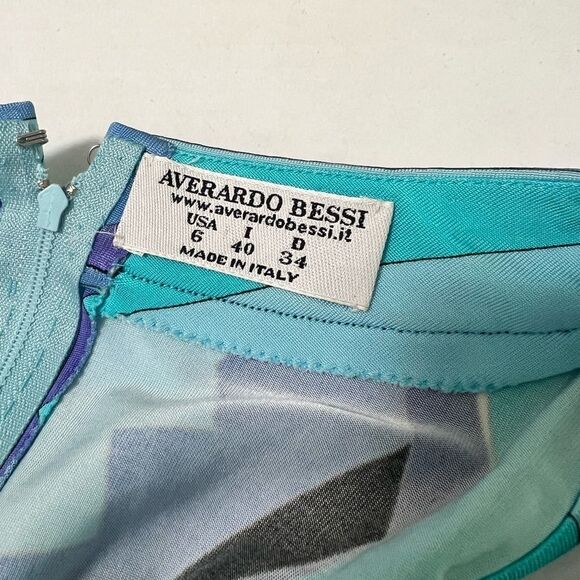 AVERARDO BESSI
www.averardobessi.it
USA I D
6 40 34
MADE IN ITALY